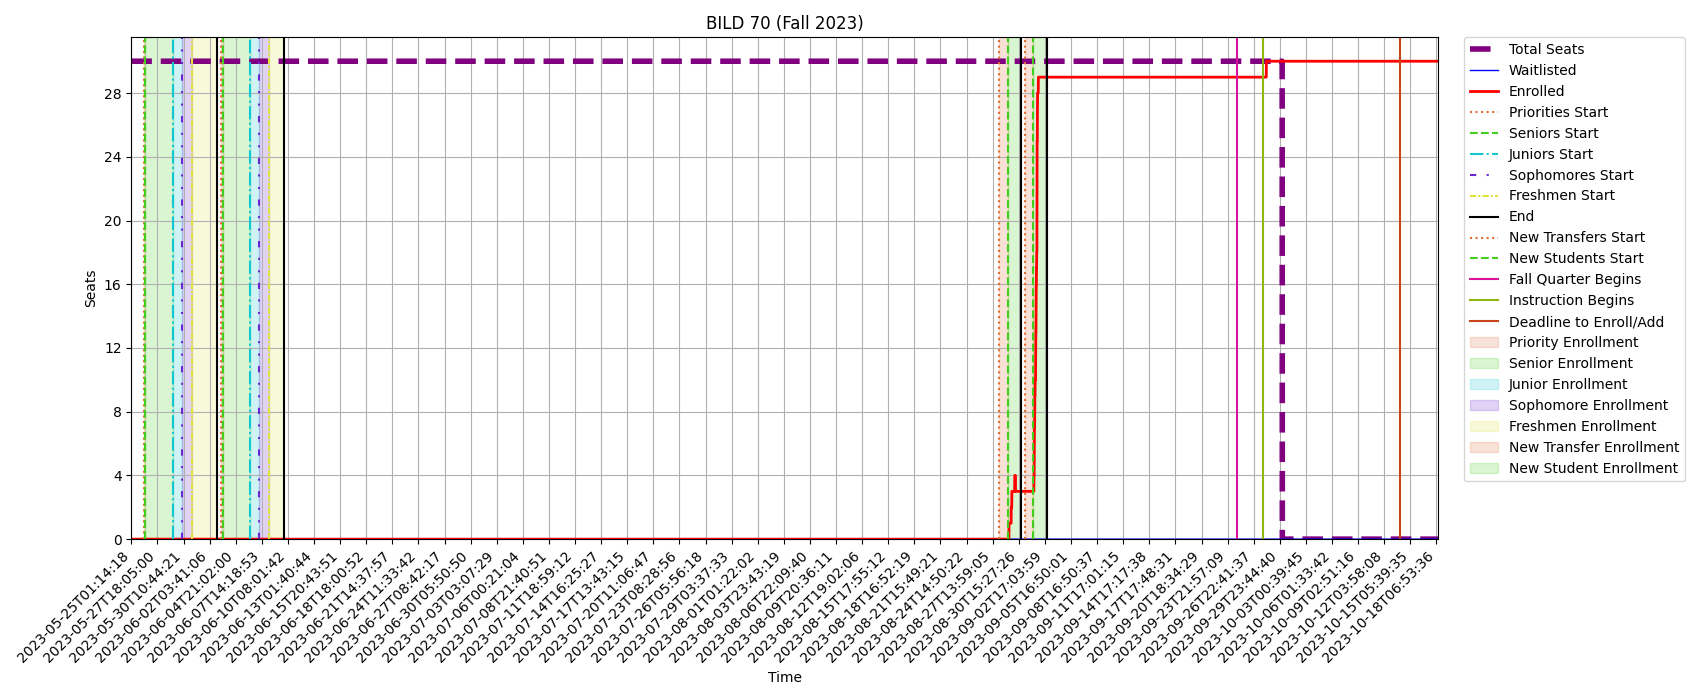 BILD 70 (Fall 2023)
Seats
28
24
20
16
12
8
4
0
2023-05-25T01:14:18
2023-05-27T18:05:00
2023-05-30T10:44:21
2023-06-02T03:41:06
2023-06-04T21:02:00
2023-06-07T14:18:53
2023-06-10T08:01:42
2023-06-13T01:40:44
2023-06-15T20:43:51
2023-06-18T18:00:52
2023-06-21T14:37:57
2023-06-24T11:33:42
2023-06-27T08:42:17
2023-06-30T05:50:50
2023-07-03T03:07:29
2023-07-06T00:21:04
2023-07-08T21:40:51
2023-07-11T18:59:12
2023-07-14T16:25:27
2023-07-17T13:43:15
2023-07-20T11:06:47
2023-07-23T08:28:56
2023-07-26T05:56:18
2023-07-29T03:37:33
2023-08-01T01:22:02
2023-08-03T23:43:19
2023-08-06T22:09:40
2023-08-09T20:36:11
2023-08-12T19:02:06
2023-08-15T17:55:12
2023-08-18T16:52:19
2023-08-21T15:49:21
2023-08-24T14:50:22
2023-08-27T13:59:05
2023-08-30T15:27:26
2023-09-02T17:03:59
2023-09-05T16:50:01
2023-09-08T16:50:37
2023-09-11T17:01:15
2023-09-14T17:17:38
2023-09-17T17:48:31
2023-09-20T18:34:29
2023-09-23T21:57:09
2023-09-26T22:41:37
2023-09-29T23:44:40
2023-10-03T00:39:45
2023-10-06T01:33:42
2023-10-09T02:51:16
2023-10-12T03:58:08
2023-10-15T05:39:35
2023-10-18T06:53:36
Time
Total Seats
Waitlisted
Enrolled
Priorities Start
Seniors Start
Juniors Start
Sophomores Start
Freshmen Start
End
New Transfers Start
New Students Start
Fall Quarter Begins
Instruction Begins
Deadline to Enroll/Add
Priority Enrollment
Senior Enrollment
Junior Enrollment
Sophomore Enrollment
Freshmen Enrollment
New Transfer Enrollment
New Student Enrollment